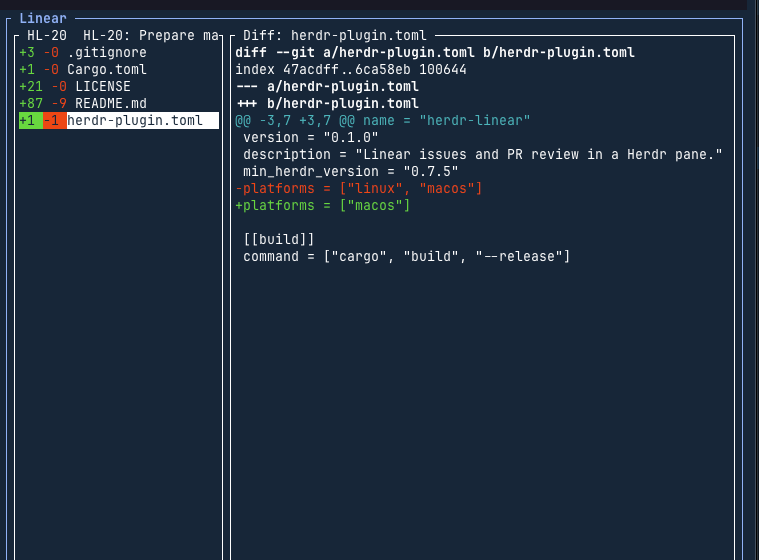 Linear
HL-20  HL-20: Prepare ma
+3 -0 .gitignore
+1 -0 Cargo.toml
+21 -0 LICENSE
+87 -9 README.md
+1 -1 herdr-plugin.toml
Diff: herdr-plugin.toml
diff --git a/herdr-plugin.toml b/herdr-plugin.toml
index 47acdff..6ca58eb 100644
--- a/herdr-plugin.toml
+++ b/herdr-plugin.toml
@@ -3,7 +3,7 @@ name = "herdr-linear"
 version = "0.1.0"
 description = "Linear issues and PR review in a Herdr pane."
 min_herdr_version = "0.7.5"
-platforms = ["linux", "macos"]
+platforms = ["macos"]
 [[build]]
 command = ["cargo", "build", "--release"]